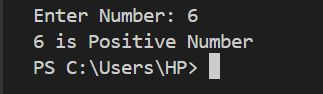 Enter Number: 6
6 is Positive Number
PS C:\Users\HP>